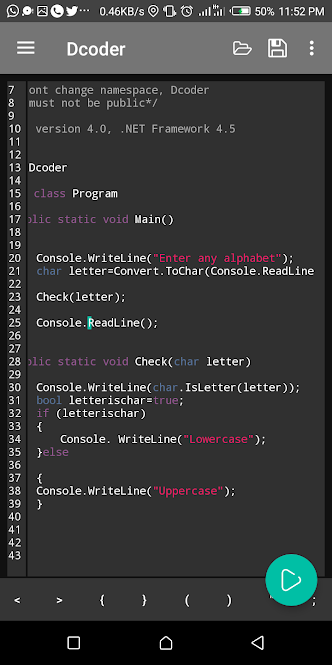 0.46KB/s 50% 11:52 PM
Dcoder
7 ont change namespace, Dcoder
8 must not be public*/
9
10 version 4.0, .NET Framework 4.5
11
12
13 Dcoder
14
15 class Program
16
17 blic static void Main()
18
19
20 Console.WriteLine("Enter any alphabet");
21 char letter=Convert.ToChar(Console.ReadLine
22
23 Check(letter);
24
25 Console.ReadLine();
26
27
28 blic static void Check(char letter)
29
30 Console.WriteLine(char.IsLetter(letter));
31 bool letterischar=true;
32 if (letterischar)
33 {
34 Console. WriteLine("Lowercase");
35 }else
36
37 {
38 Console.WriteLine("Uppercase");
39 }
40
41
42
43
< > { } ( ) " ;